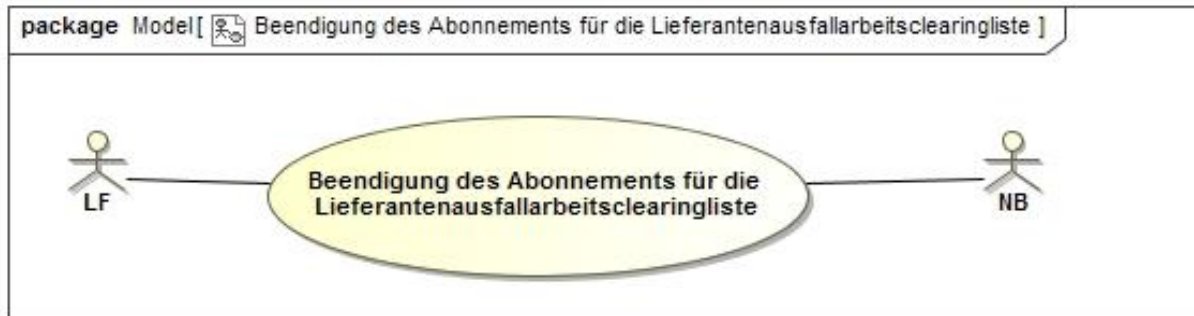 package Model[ Beendigung des Abonnements für die Lieferantenausfallarbeitsclearingliste ]
Beendigung des Abonnements für die
Lieferantenausfallarbeitsclearingliste
LF
NB